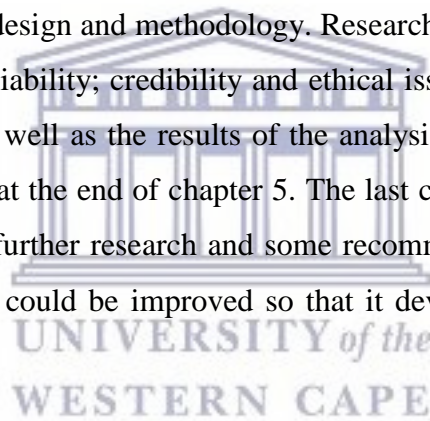 design and methodology. Research
iability; credibility and ethical iss
well as the results of the analysi
at the end of chapter 5. The last c
further research and some recomm
could be improved so that it dev
UNIVERSITY of the
WESTERN CAPE